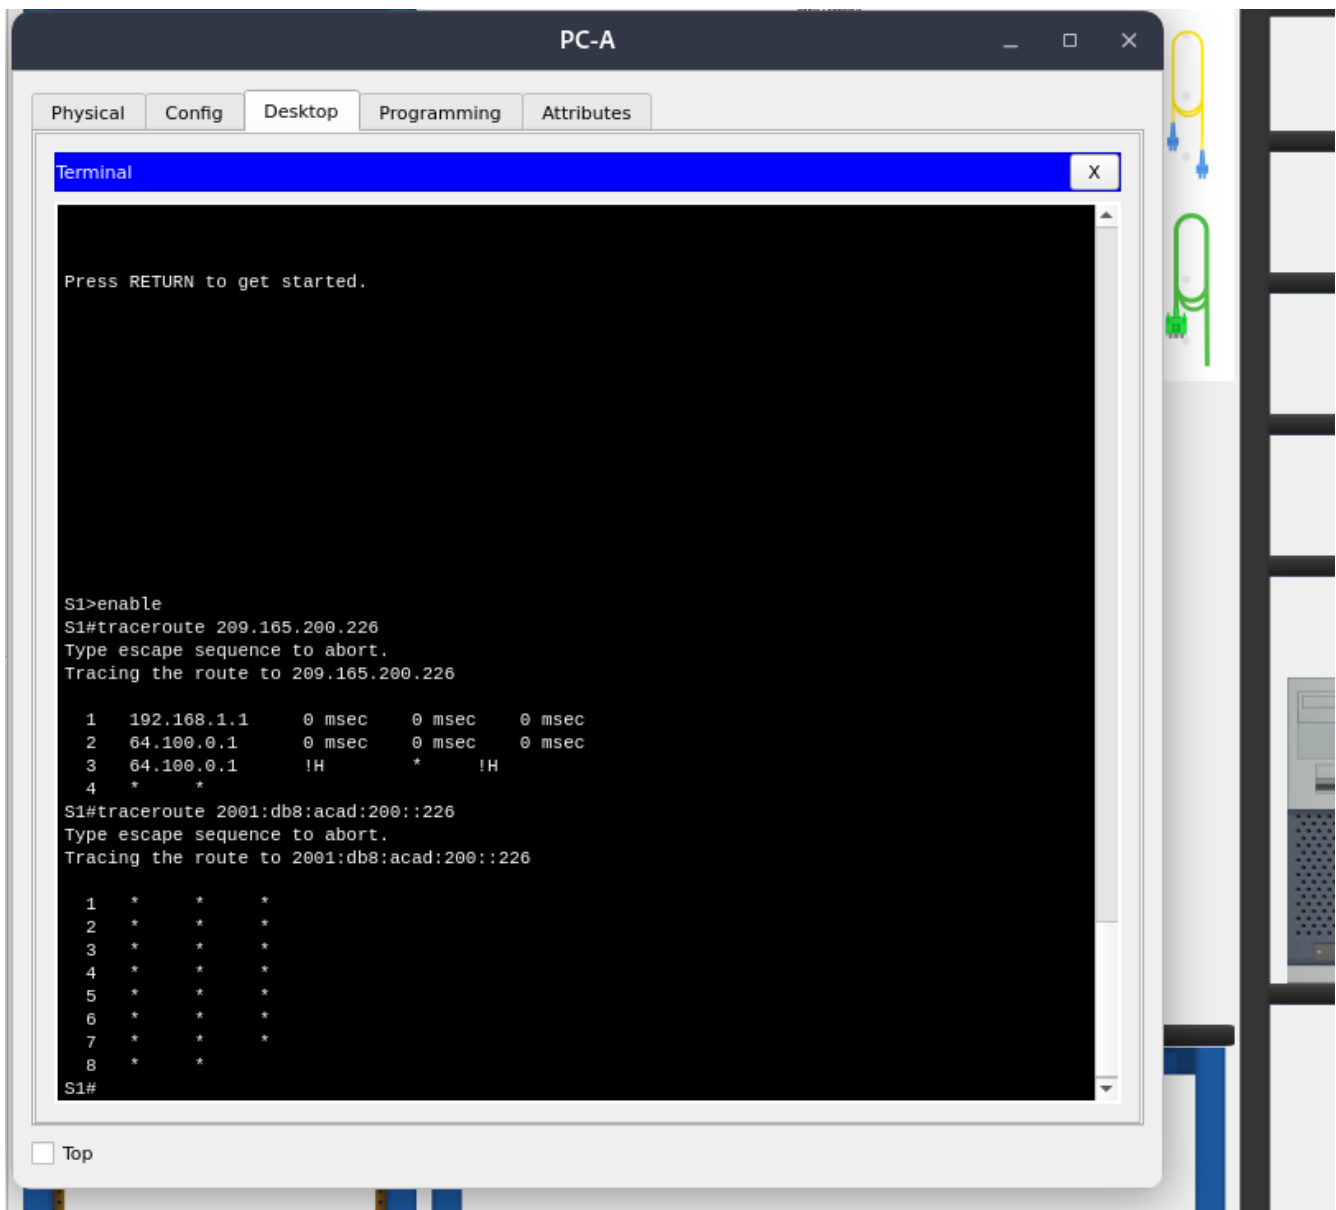 PC-A
Physical Config Desktop Programming Attributes
Terminal X
Press RETURN to get started.
S1>enable
S1#traceroute 209.165.200.226
Type escape sequence to abort.
Tracing the route to 209.165.200.226
1 192.168.1.1 0 msec 0 msec 0 msec
2 64.100.0.1 0 msec 0 msec 0 msec
3 64.100.0.1 !H * !H
4 * *
S1#traceroute 2001:db8:acad:200::226
Type escape sequence to abort.
Tracing the route to 2001:db8:acad:200::226
1 * * *
2 * * *
3 * * *
4 * * *
5 * * *
6 * * *
7 * * *
8 * *
S1#
Top